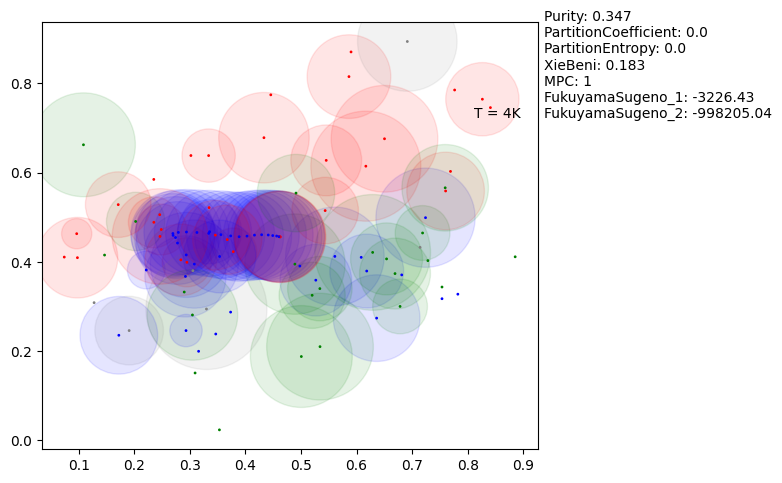 Purity: 0.347
PartitionCoefficient: 0.0
PartitionEntropy: 0.0
XieBeni: 0.183
MPC: 1
FukuyamaSugeno_1: -3226.43
FukuyamaSugeno_2: -998205.04
T = 4K
0.8
0.6
0.4
0.2
0.0
0.1 0.2 0.3 0.4 0.5 0.6 0.7 0.8 0.9